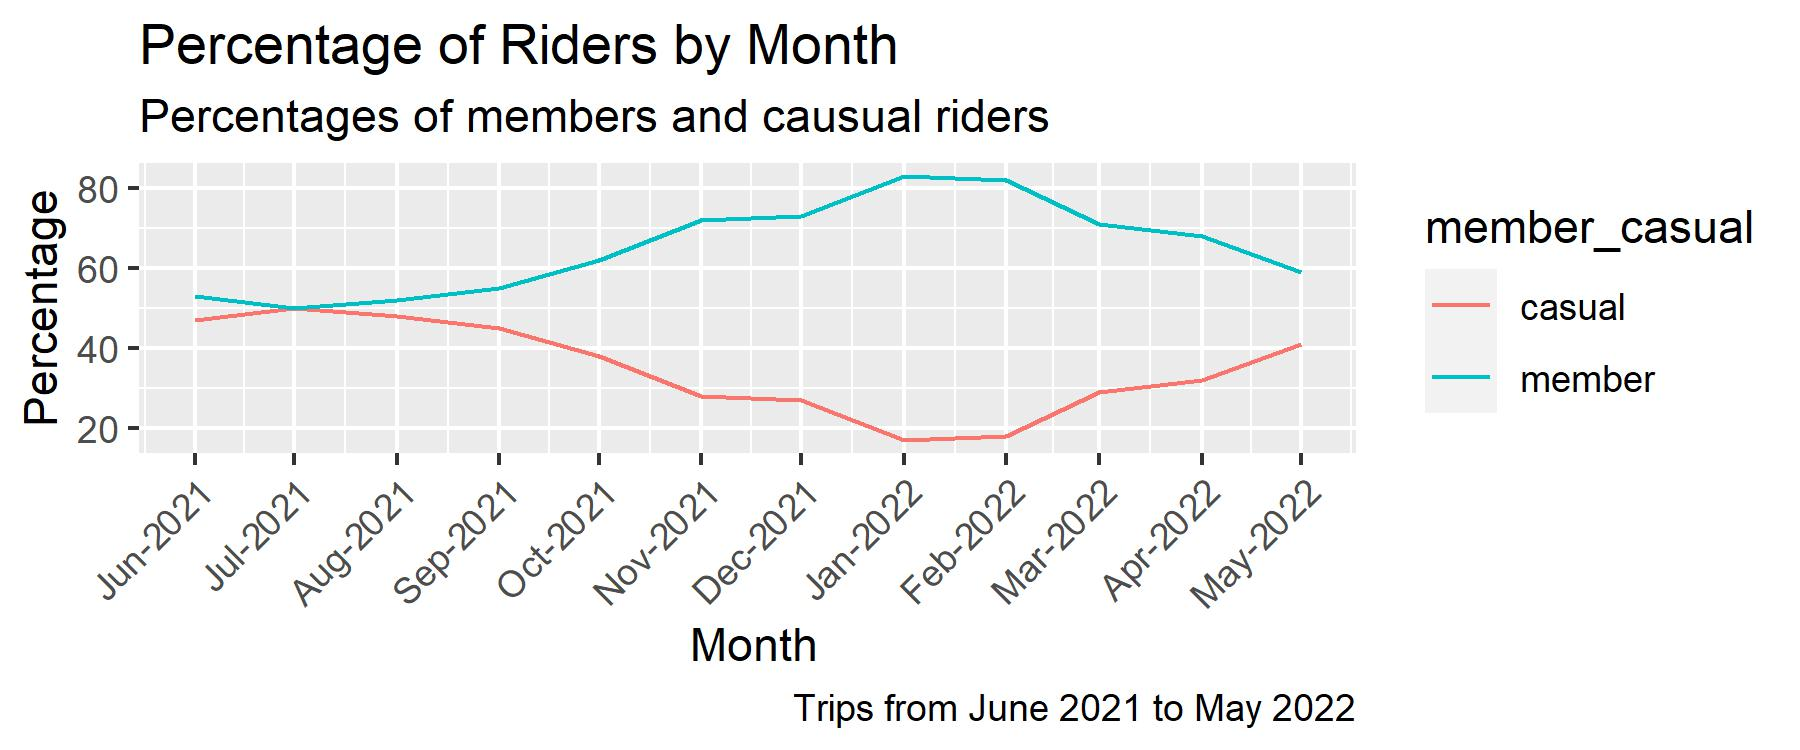 Percentage of Riders by Month
Percentages of members and causual riders
Percentage
80
60
40
20
Jun-2021
Jul-2021
Aug-2021
Sep-2021
Oct-2021
Nov-2021
Dec-2021
Jan-2022
Feb-2022
Mar-2022
Apr-2022
May-2022
Month
member_casual
casual
member
Trips from June 2021 to May 2022